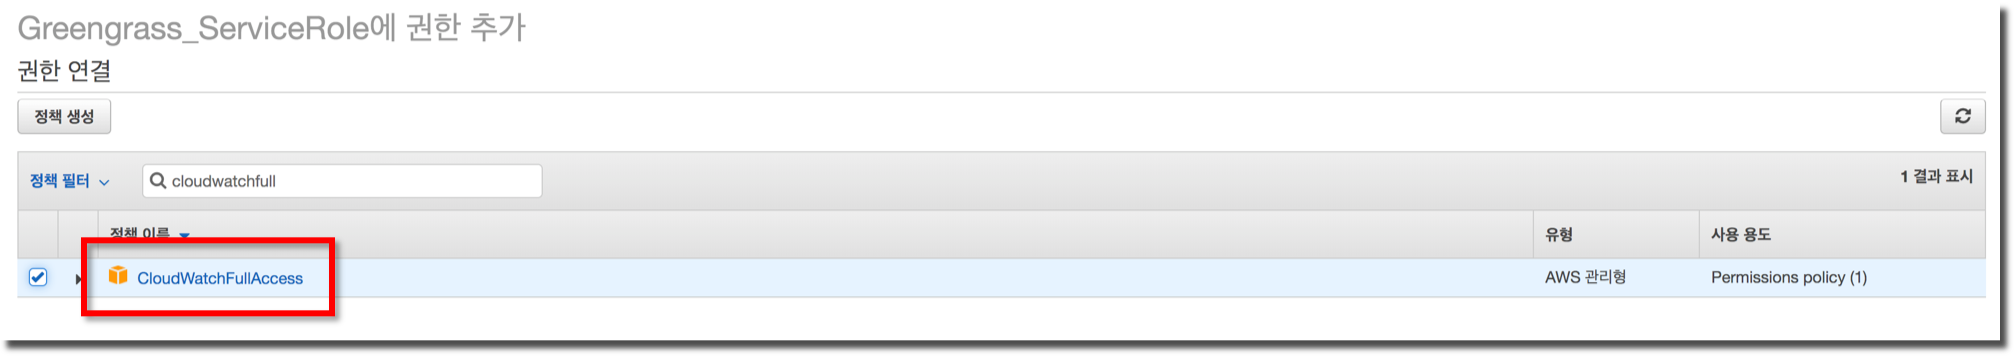 Greengrass_ServiceRole에 권한 추가
권한 연결
정책 생성
정책 필터 cloudwatchfull 1 결과 표시
정책 이름 유형 사용 용도
CloudWatchFullAccess AWS 관리형 Permissions policy (1)